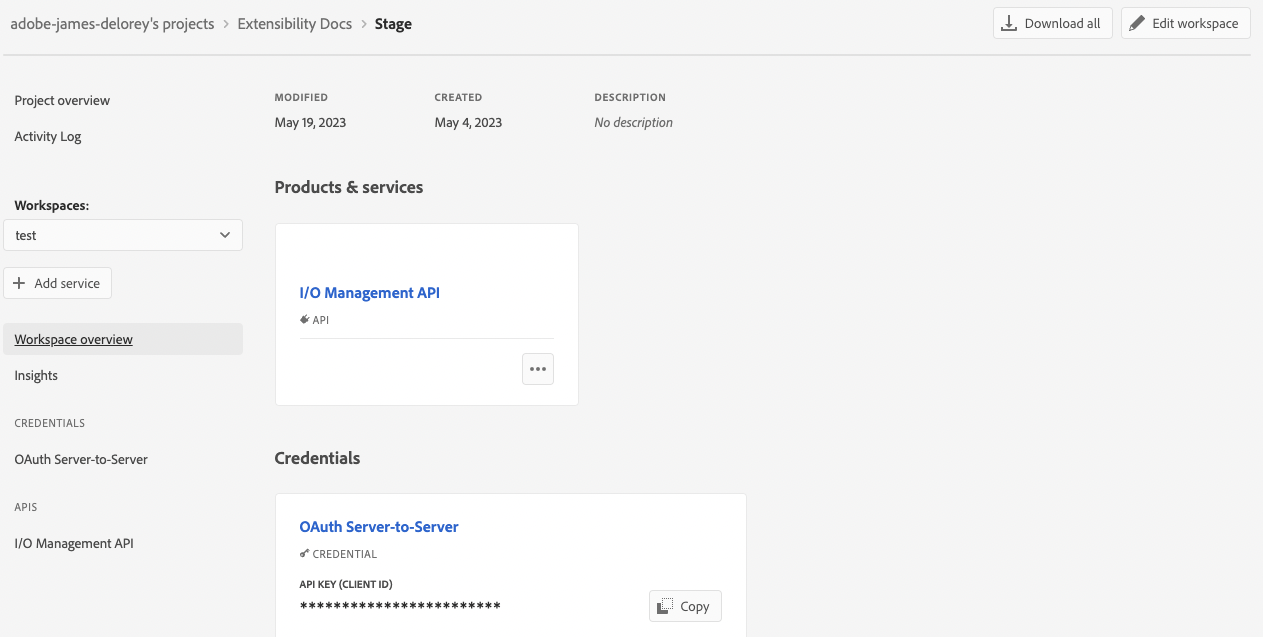 adobe-james-delorey's projects > Extensibility Docs > Stage
Download all
Edit workspace
Project overview
Activity Log
Workspaces:
test
Add service
Workspace overview
Insights
CREDENTIALS
OAuth Server-to-Server
APIS
I/O Management API
MODIFIED CREATED DESCRIPTION
May 19, 2023 May 4, 2023 No description
Products & services
I/O Management API
API
Credentials
OAuth Server-to-Server
CREDENTIAL
API KEY (CLIENT ID)
************************
Copy